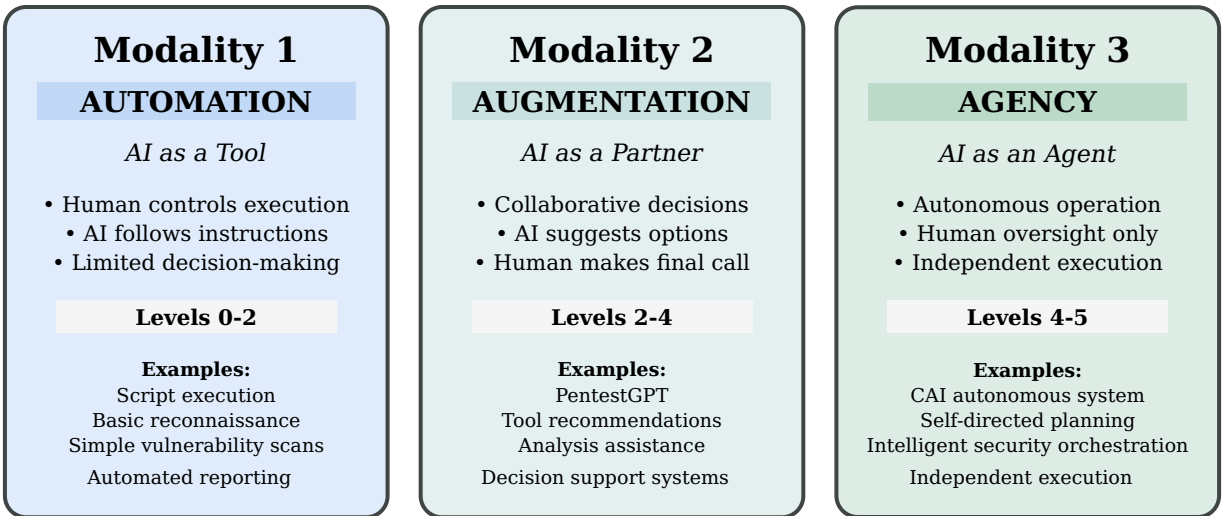 Modality 1
AUTOMATION
AI as a Tool
• Human controls execution
• AI follows instructions
• Limited decision-making
Levels 0-2
Examples:
Script execution
Basic reconnaissance
Simple vulnerability scans
Automated reporting
Modality 2
AUGMENTATION
AI as a Partner
• Collaborative decisions
• AI suggests options
• Human makes final call
Levels 2-4
Examples:
PentestGPT
Tool recommendations
Analysis assistance
Decision support systems
Modality 3
AGENCY
AI as an Agent
• Autonomous operation
• Human oversight only
• Independent execution
Levels 4-5
Examples:
CAI autonomous system
Self-directed planning
Intelligent security orchestration
Independent execution